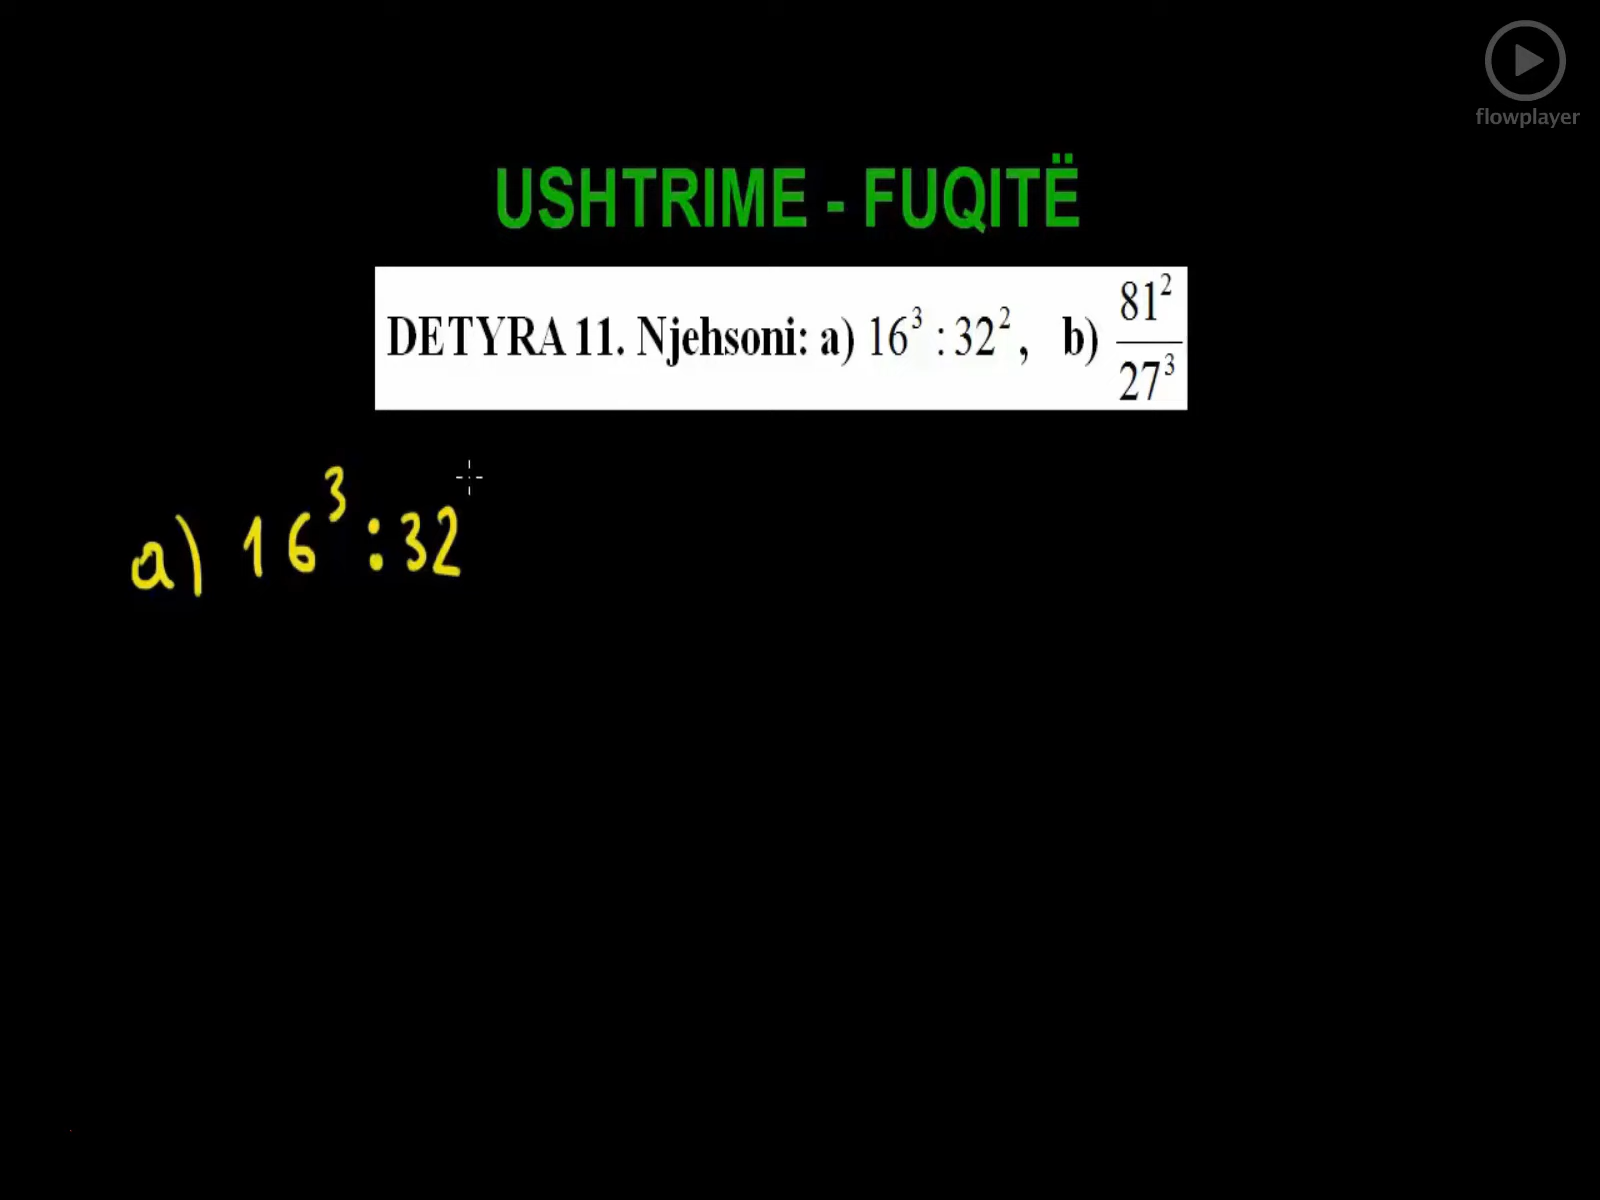 flowplayer
USHTRIME - FUQITË
DETYRA 11. Njehsoni: a) 16³ : 32², b) 81²/27³
a) 16³ : 32